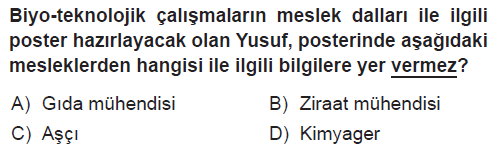 Biyo-teknolojik çalışmaların meslek dalları ile ilgili
poster hazırlayacak olan Yusuf, posterinde aşağıdaki
mesleklerden hangisi ile ilgili bilgilere yer vermez?
A) Gıda mühendisi B) Ziraat mühendisi
C) Aşçı D) Kimyager